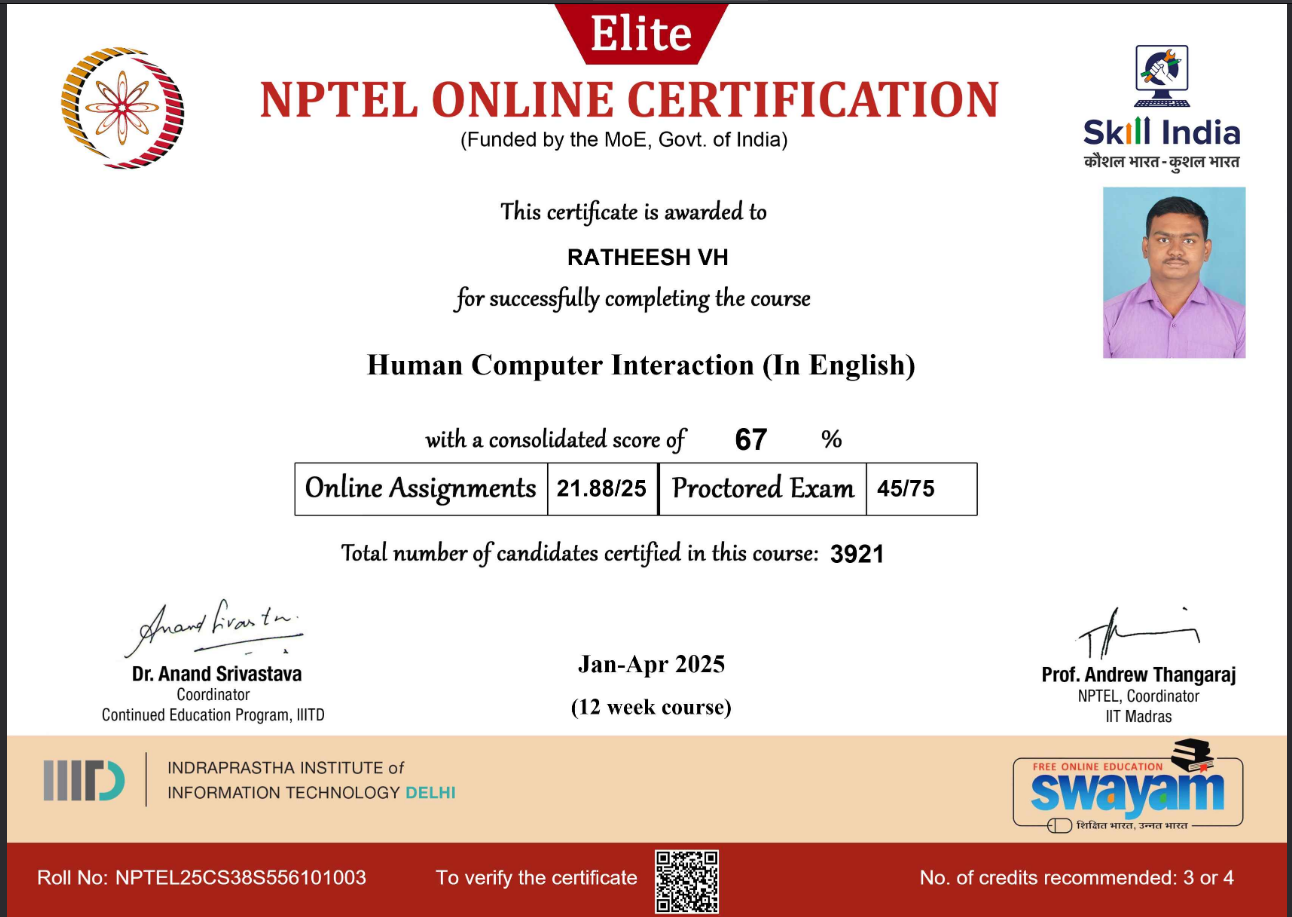 Elite
NPTEL ONLINE CERTIFICATION
(Funded by the MoE, Govt. of India)
Skill India
कौशल भारत - कुशल भारत
This certificate is awarded to
RATHEESH VH
for successfully completing the course
Human Computer Interaction (In English)
with a consolidated score of 67 %
Online Assignments 21.88/25 Proctored Exam 45/75
Total number of candidates certified in this course: 3921
Anand Srivastava
Dr. Anand Srivastava
Coordinator
Continued Education Program, IIITD
Jan-Apr 2025
(12 week course)
Prof. Andrew Thangaraj
NPTEL, Coordinator
IIT Madras
IIITD
INDRAPRASTHA INSTITUTE of
INFORMATION TECHNOLOGY DELHI
FREE ONLINE EDUCATION
swayam
शिक्षित भारत, उन्नत भारत
Roll No: NPTEL25CS38S556101003
To verify the certificate
No. of credits recommended: 3 or 4